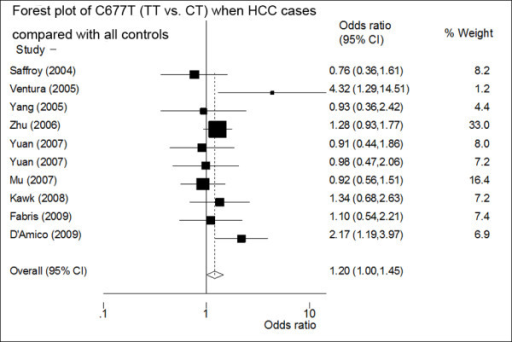 Forest plot of C677T (TT vs. CT) when HCC cases
compared with all controls
Odds ratio
(95% CI)
% Weight
Study
Saffroy (2004) 0.76 (0.36,1.61) 8.2
Ventura (2005) 4.32 (1.29,14.51) 1.2
Yang (2005) 0.93 (0.36,2.42) 4.4
Zhu (2006) 1.28 (0.93,1.77) 33.0
Yuan (2007) 0.91 (0.44,1.86) 8.0
Yuan (2007) 0.98 (0.47,2.06) 7.2
Mu (2007) 0.92 (0.56,1.51) 16.4
Kawk (2008) 1.34 (0.68,2.63) 7.2
Fabris (2009) 1.10 (0.54,2.21) 7.4
D'Amico (2009) 2.17 (1.19,3.97) 6.9
Overall (95% CI) 1.20 (1.00,1.45)
.1 1 10
Odds ratio